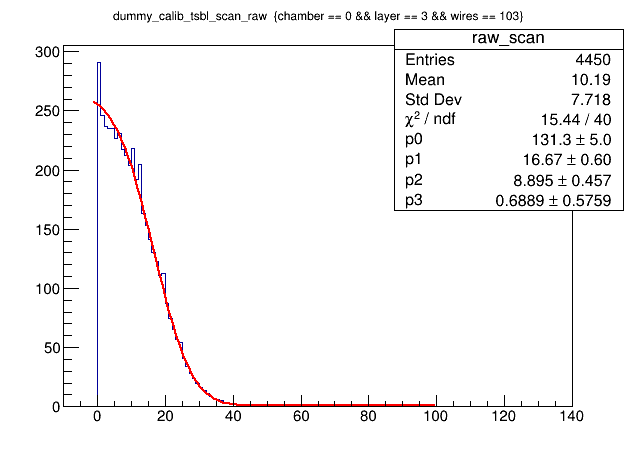 dummy_calib_tsbl_scan_raw {chamber == 0 && layer == 3 && wires == 103}
raw_scan
Entries 4450
Mean 10.19
Std Dev 7.718
χ² / ndf 15.44 / 40
p0 131.3 ± 5.0
p1 16.67 ± 0.60
p2 8.895 ± 0.457
p3 0.6889 ± 0.5759
300
250
200
150
100
50
0
0 20 40 60 80 100 120 140